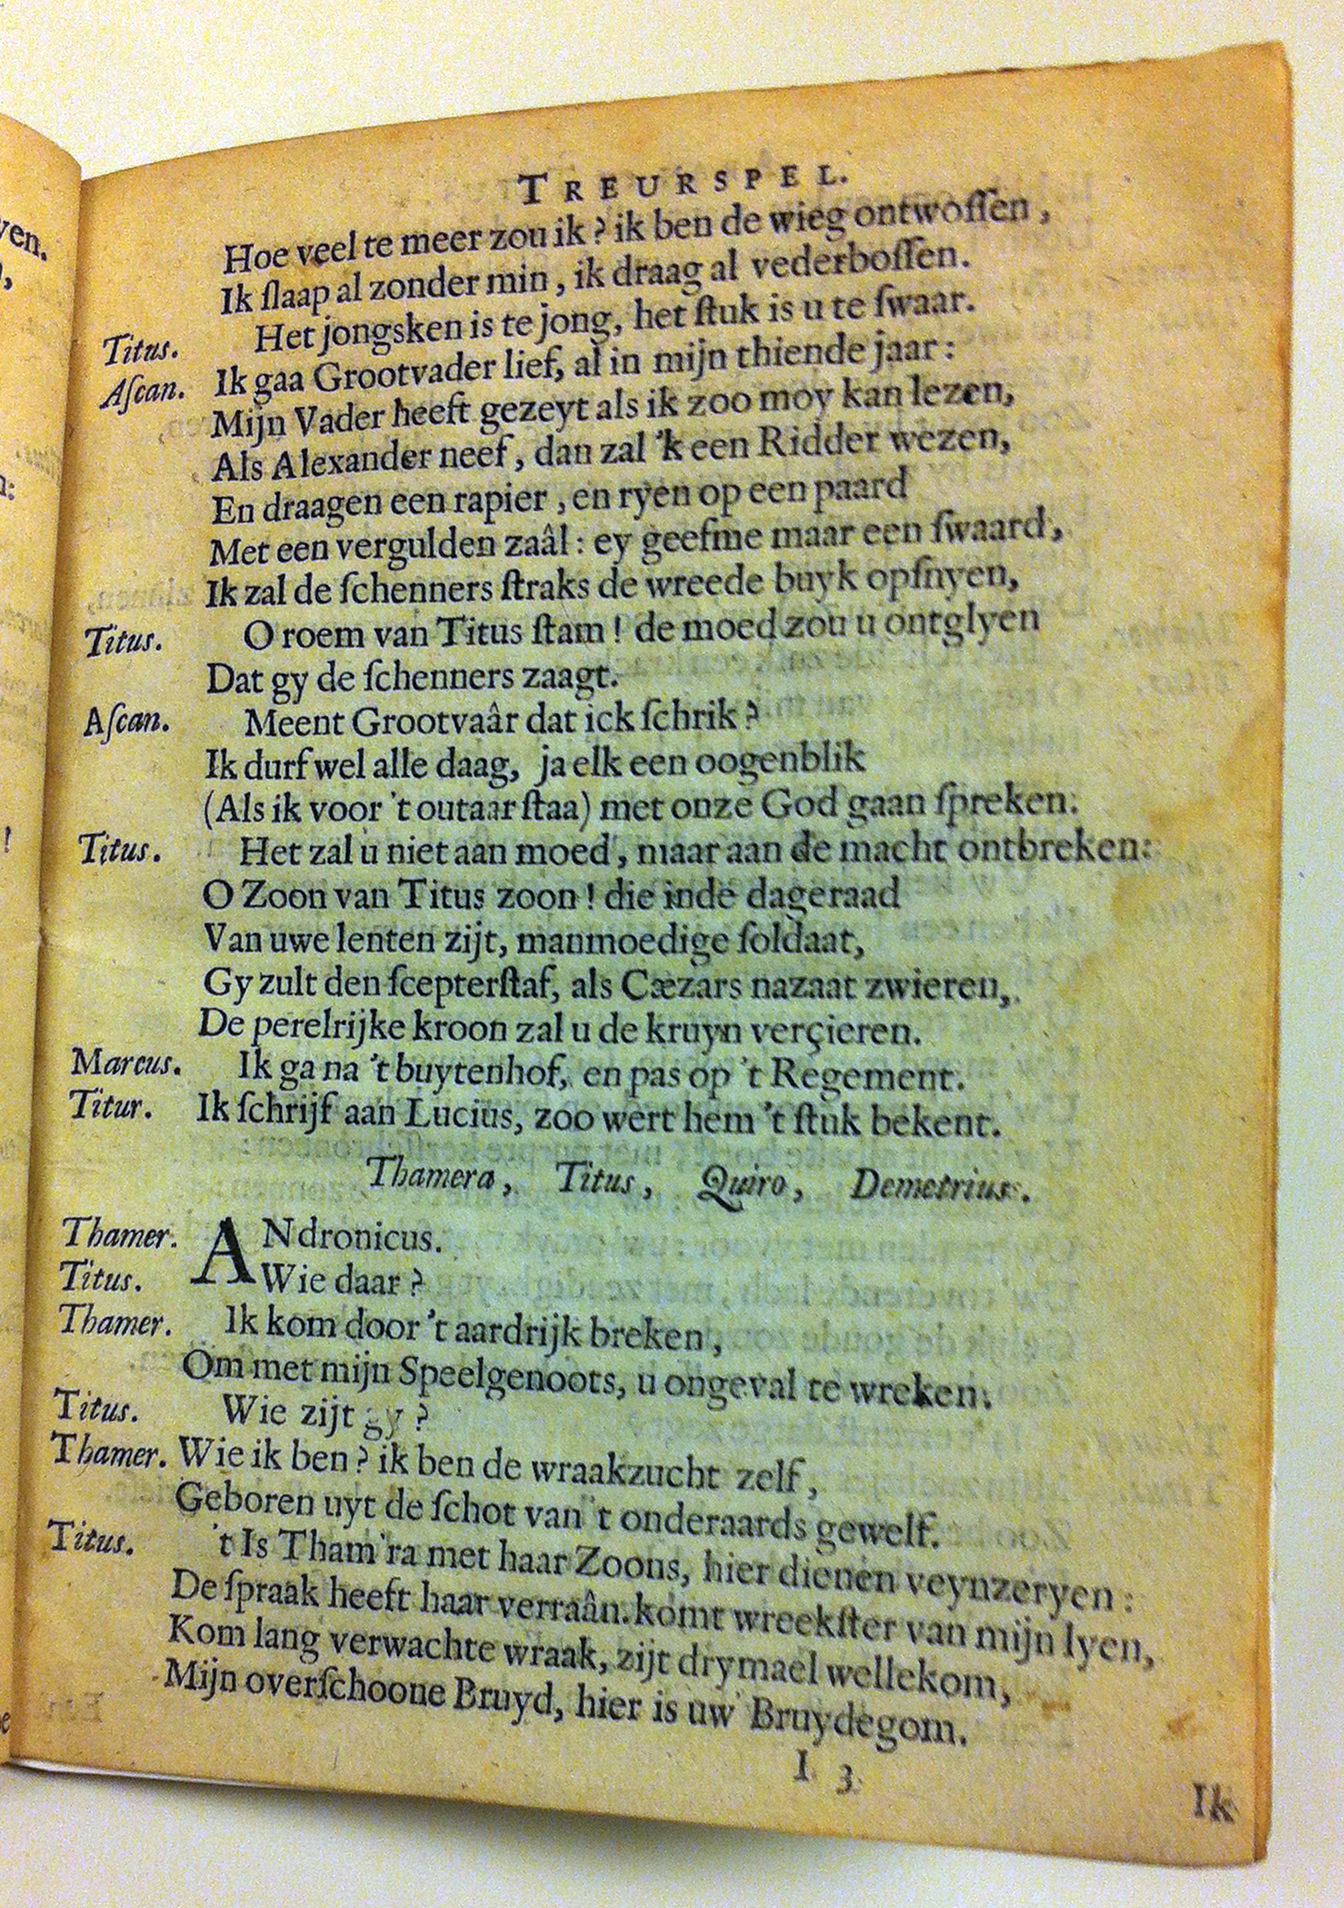 TREURSPEL.
Hoe veel te meer zou ik? ik ben de wieg ontwoſſen,
Ik ſlaap al zonder min, ik draag al vederboſſen.
Titus. Het jongsken is te jong, het ſtuk is u te ſwaar.
Aſcan. Ik gaa Grootvader lief, al in mijn thiende jaar:
Mijn Vader heeft gezeyt als ik zoo moy kan lezen,
Als Alexander neef, dan zal 'k een Ridder wezen,
En draagen een rapier, en ryen op een paard
Met een vergulden zaâl: ey geefme maar een ſwaard,
Ik zal de ſchenners ſtraks de wreede buyk opſnyen,
Titus. O roem van Titus ſtam! de moed zou u ontglyen
Dat gy de ſchenners zaagt.
Aſcan. Meent Grootvaâr dat ick ſchrik?
Ik durf wel alle daag, ja elk een oogenblik
(Als ik voor 't outaar ſtaa) met onze God gaan ſpreken.
Titus. Het zal u niet aan moed, maar aan de macht ontbreken:
O Zoon van Titus zoon! die inde dageraad
Van uwe lenten zijt, manmoedige ſoldaat,
Gy zult den ſcepterſtaf, als Cæzars nazaat zwieren,
De perelrijke kroon zal u de kruyn verçieren.
Marcus. Ik ga na 't buytenhof, en pas op 't Regement.
Titur. Ik ſchrijf aan Lucius, zoo wert hem 't ſtuk bekent.
Thamera, Titus, Quiro, Demetrius.
Thamer. ANdronicus.
Titus. Wie daar?
Thamer. Ik kom door 't aardrijk breken,
Om met mijn Speelgenoots, u ongeval te wreken.
Titus. Wie zijt gy?
Thamer. Wie ik ben? ik ben de wraakzucht zelf,
Geboren uyt de ſchot van 't onderaards gewelf.
Titus. 't Is Tham'ra met haar Zoons, hier dienen veynzeryen:
De ſpraak heeft haar verraân. komt wreekſter van mijn lyen,
Kom lang verwachte wraak, zijt drymael wellekom,
Mijn overſchoone Bruyd, hier is uw Bruydegom.
I 3
Ik